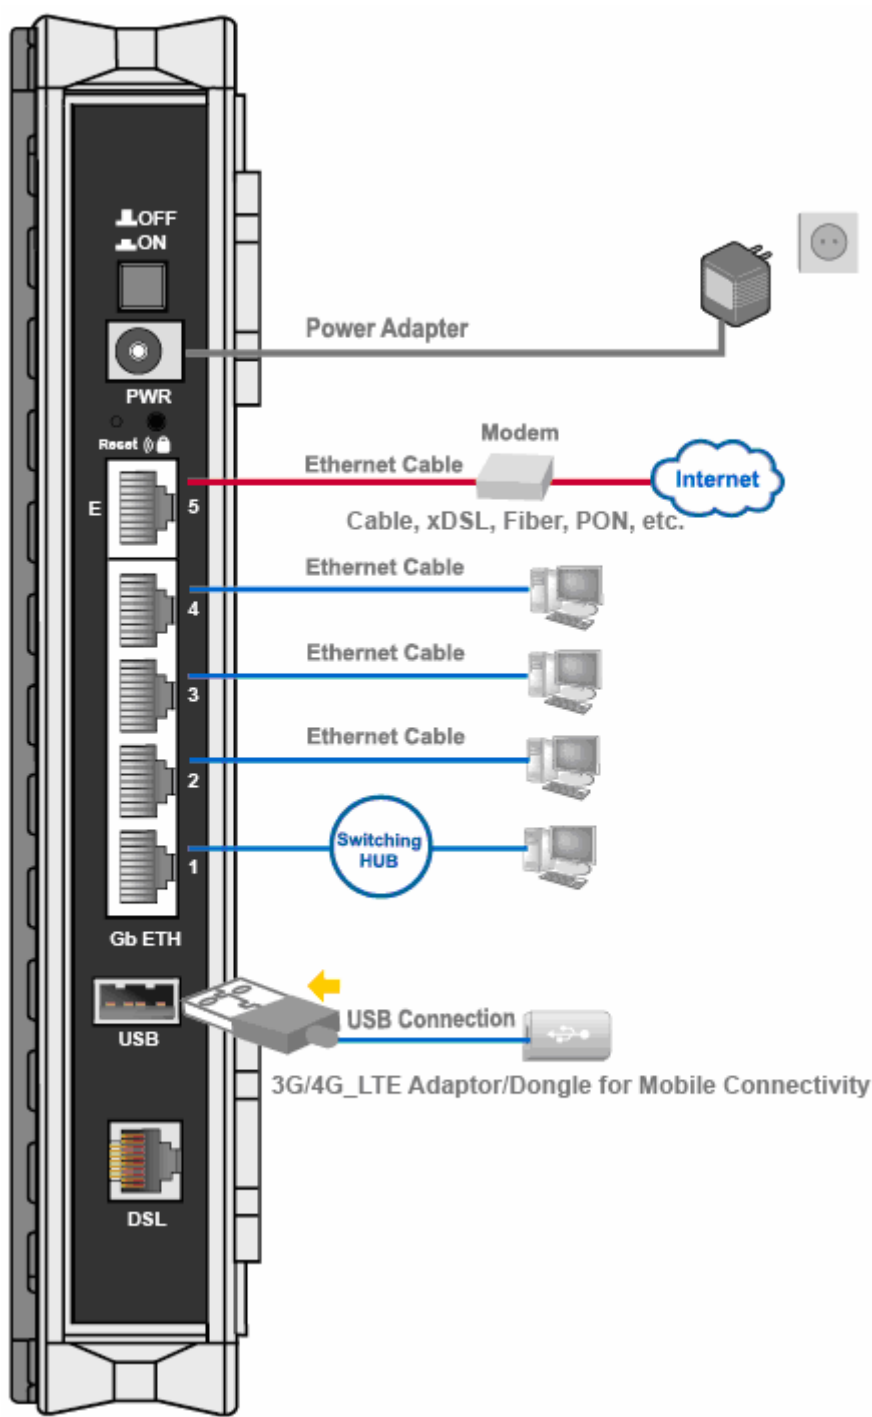 OFF
ON
Power Adapter
PWR
Reset
Modem
Ethernet Cable
Internet
E
5
Cable, xDSL, Fiber, PON, etc.
Ethernet Cable
4
Ethernet Cable
3
Ethernet Cable
2
Switching
HUB
1
Gb ETH
USB Connection
USB
3G/4G_LTE Adaptor/Dongle for Mobile Connectivity
DSL